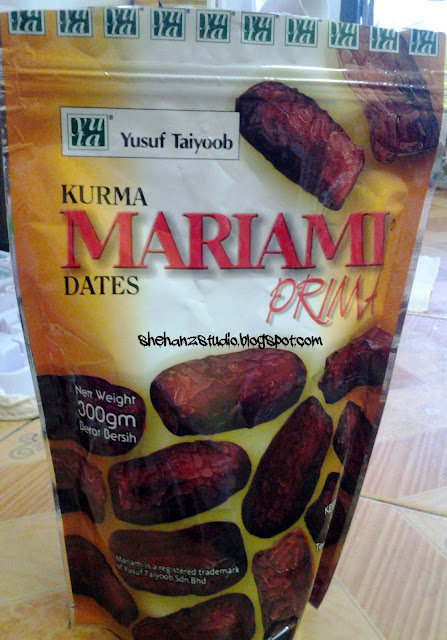 Yusuf Taiyoob
KURMA
MARIAMI
DATES
PRIMA
shehanzstudio.blogspot.com
Nett Weight
300gm
Berat Bersih
Mariami is a registered trademark
of Yusuf Taiyoob Sdn Bhd